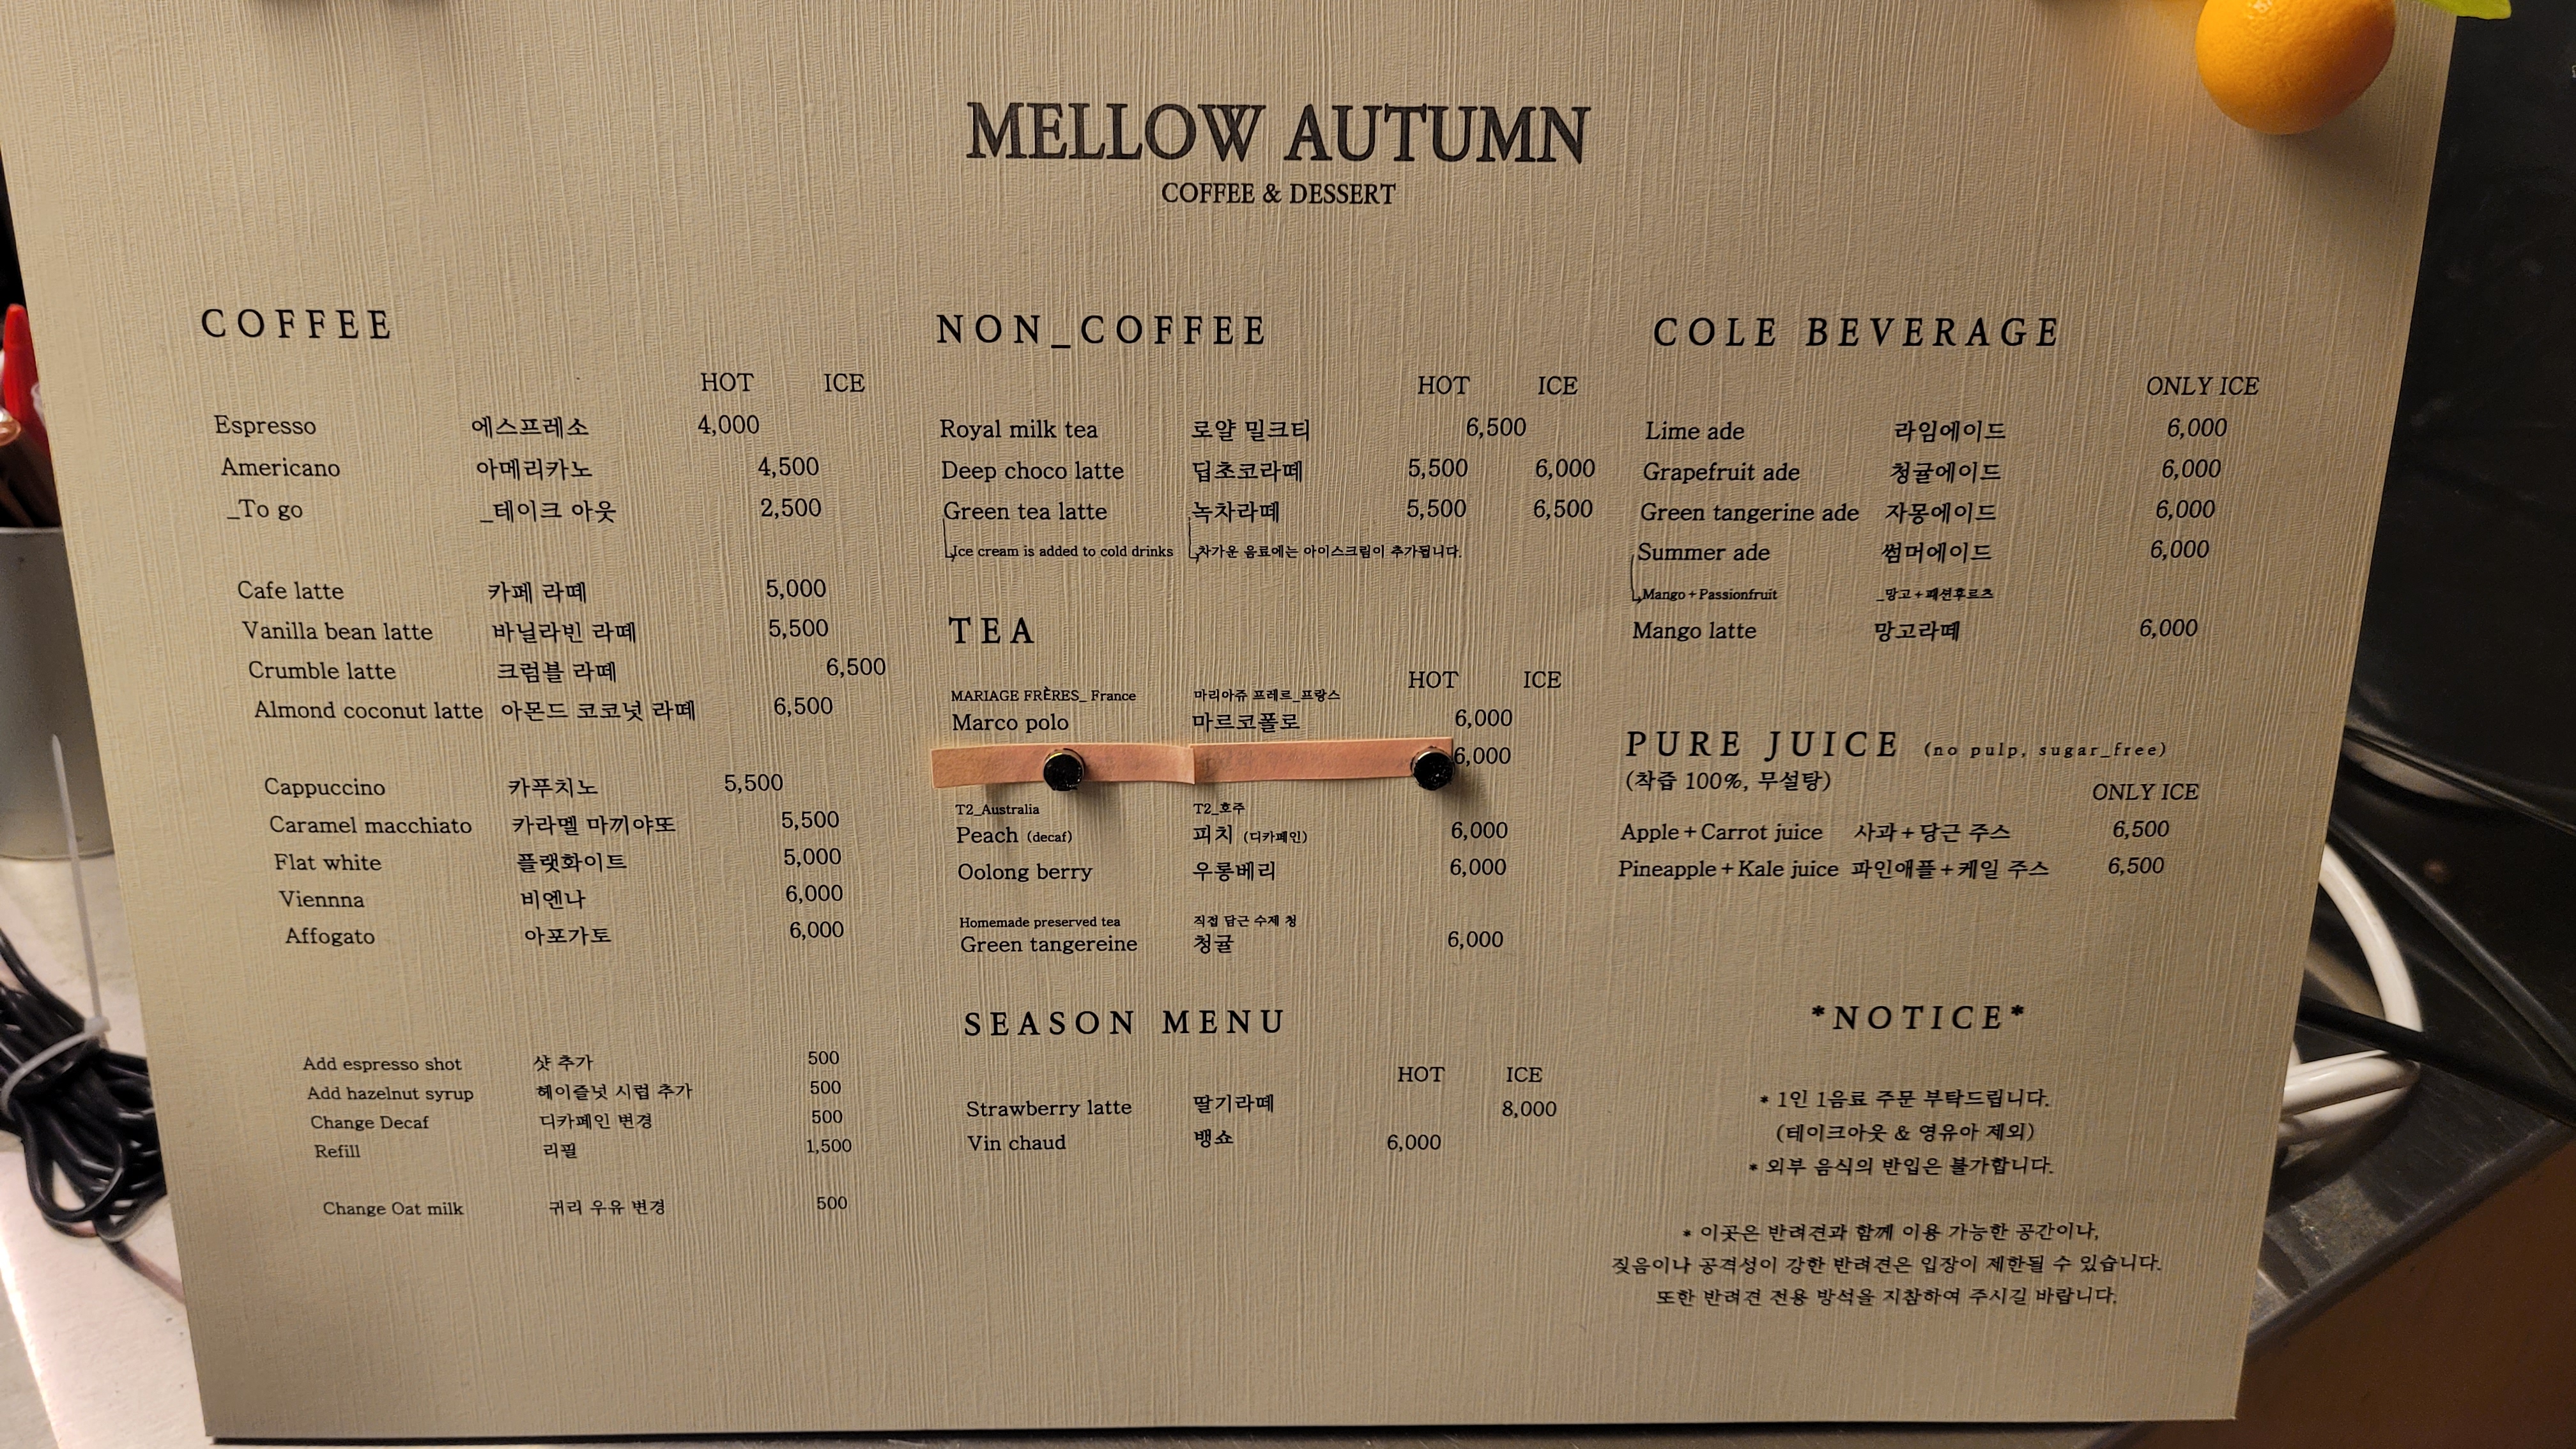 MELLOW AUTUMN
COFFEE & DESSERT
COFFEE
HOT ICE
Espresso 에스프레소 4,000
Americano 아메리카노 4,500
_To go _테이크 아웃 2,500
Cafe latte 카페 라떼 5,000
Vanilla bean latte 바닐라빈 라떼 5,500
Crumble latte 크럼블 라떼 6,500
Almond coconut latte 아몬드 코코넛 라떼 6,500
Cappuccino 카푸치노 5,500
Caramel macchiato 카라멜 마끼야또 5,500
Flat white 플랫화이트 5,000
Viennna 비엔나 6,000
Affogato 아포가토 6,000
Add espresso shot 샷 추가 500
Add hazelnut syrup 헤이즐넛 시럽 추가 500
Change Decaf 디카페인 변경 500
Refill 리필 1,500
Change Oat milk 귀리 우유 변경 500
NON_COFFEE
HOT ICE
Royal milk tea 로얄 밀크티 6,500
Deep choco latte 딥초코라떼 5,500 6,000
Green tea latte 녹차라떼 5,500 6,500
Ice cream is added to cold drinks 차가운 음료에는 아이스크림이 추가됩니다.
TEA
HOT ICE
MARIAGE FRÈRES_ France 마리아쥬 프레르_프랑스
Marco polo 마르코폴로 6,000
6,000
T2_Australia T2_호주
Peach (decaf) 피치 (디카페인) 6,000
Oolong berry 우롱베리 6,000
Homemade preserved tea 직접 담근 수제 청
Green tangereine 청귤 6,000
SEASON MENU
HOT ICE
Strawberry latte 딸기라떼 8,000
Vin chaud 뱅쇼 6,000
COLE BEVERAGE
ONLY ICE
Lime ade 라임에이드 6,000
Grapefruit ade 청귤에이드 6,000
Green tangerine ade 자몽에이드 6,000
Summer ade 썸머에이드 6,000
Mango+Passionfruit _망고+패션후르츠
Mango latte 망고라떼 6,000
PURE JUICE (no pulp, sugar_free)
(착즙 100%, 무설탕)
ONLY ICE
Apple+Carrot juice 사과+당근 주스 6,500
Pineapple+Kale juice 파인애플+케일 주스 6,500
*NOTICE*
* 1인 1음료 주문 부탁드립니다.
(테이크아웃 & 영유아 제외)
* 외부 음식의 반입은 불가합니다.
* 이곳은 반려견과 함께 이용 가능한 공간이나,
짖음이나 공격성이 강한 반려견은 입장이 제한될 수 있습니다.
또한 반려견 전용 방석을 지참하여 주시길 바랍니다.